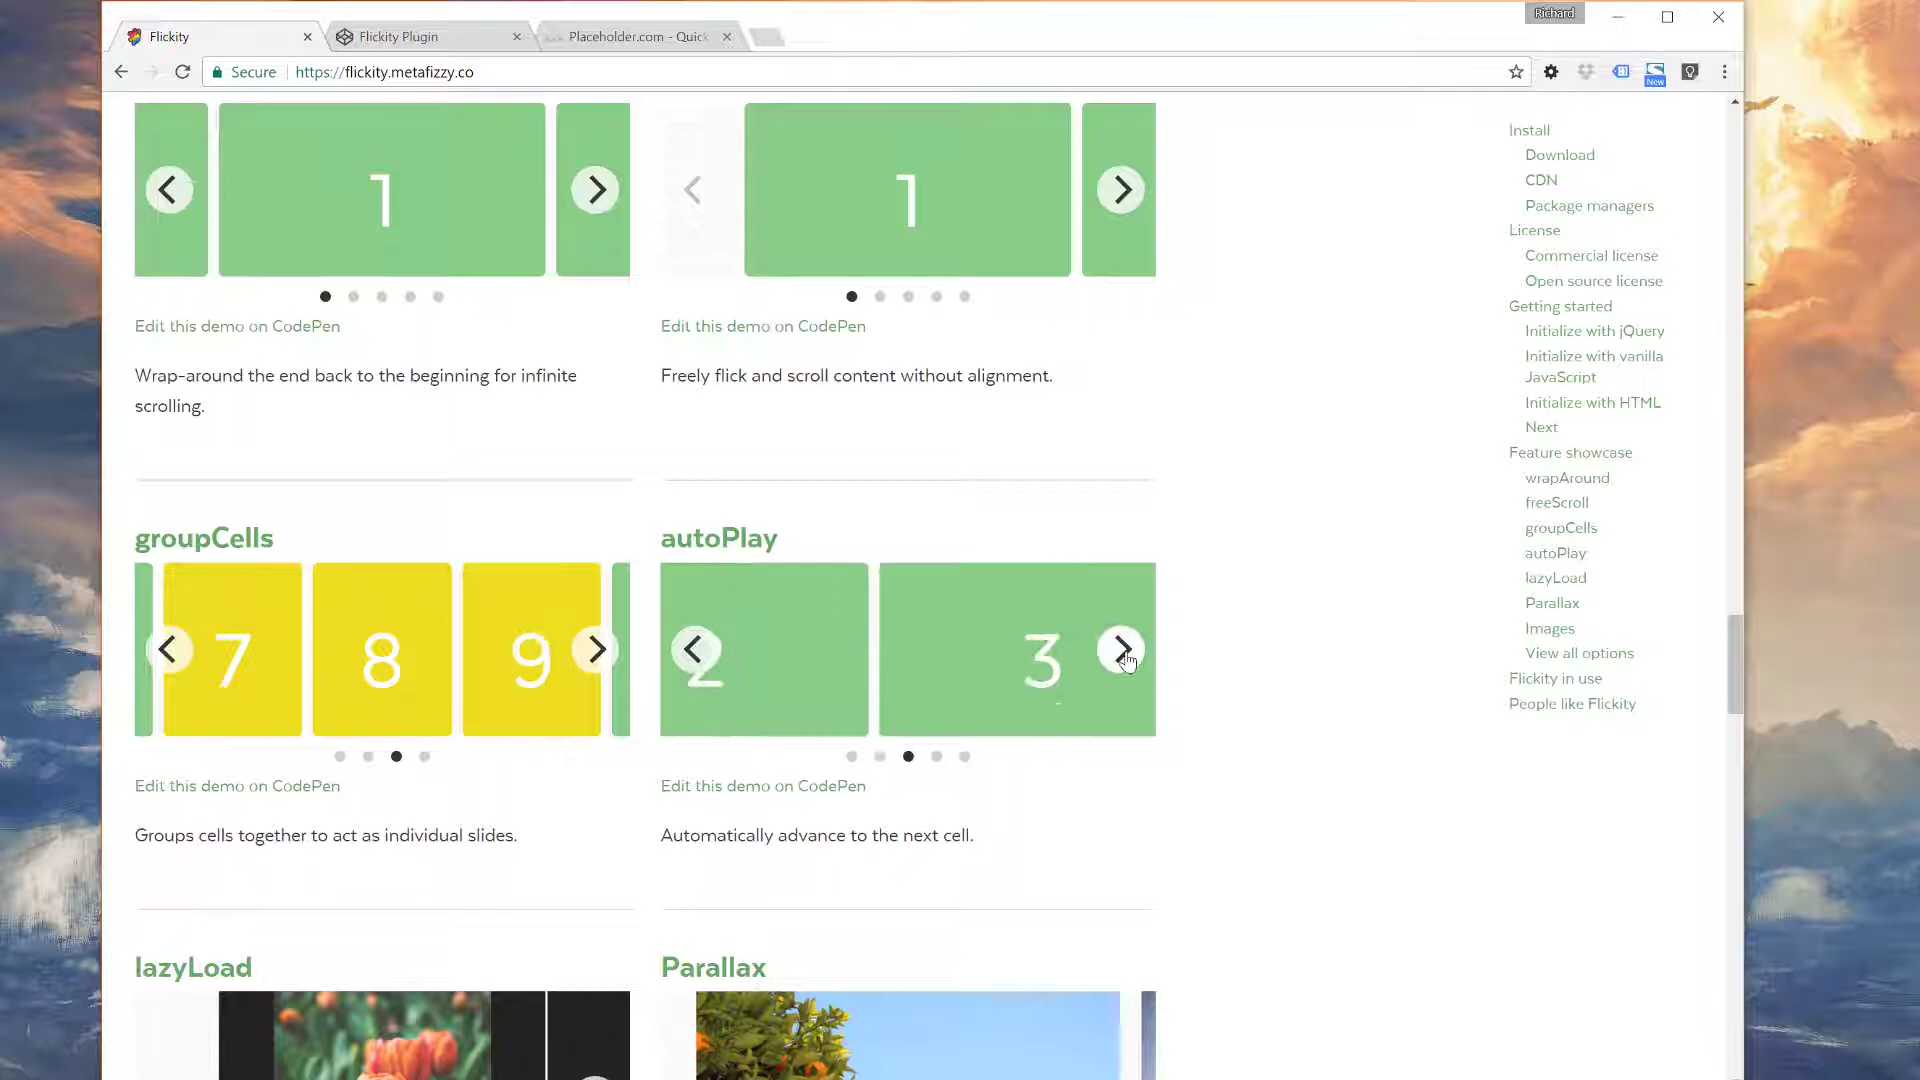 Richard
Flickity
Flickity Plugin
Placeholder.com - Quick
Secure
https://flickity.metafizzy.co
New
1
1
Edit this demo on CodePen
Edit this demo on CodePen
Wrap-around the end back to the beginning for infinite
scrolling.
Freely flick and scroll content without alignment.
groupCells
autoPlay
7
8
9
2
3
Edit this demo on CodePen
Edit this demo on CodePen
Groups cells together to act as individual slides.
Automatically advance to the next cell.
lazyLoad
Parallax
Install
Download
CDN
Package managers
License
Commercial license
Open source license
Getting started
Initialize with jQuery
Initialize with vanilla
JavaScript
Initialize with HTML
Next
Feature showcase
wrapAround
freeScroll
groupCells
autoPlay
lazyLoad
Parallax
Images
View all options
Flickity in use
People like Flickity